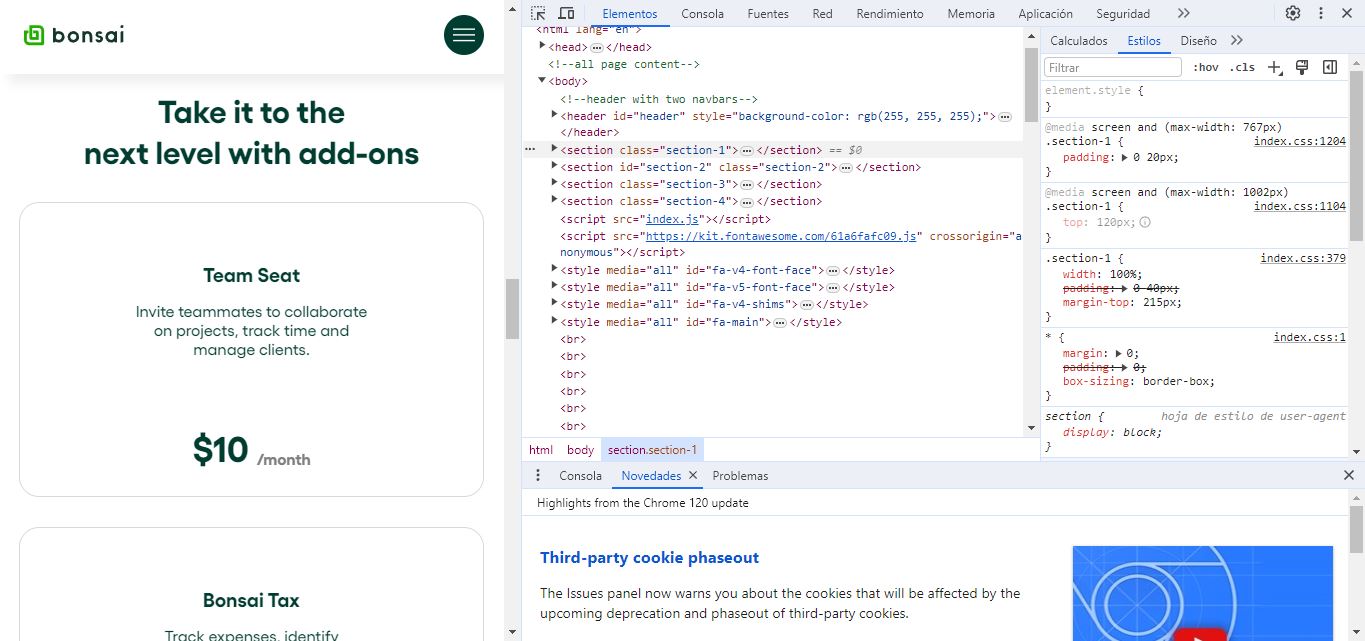 bonsai
Take it to the
next level with add-ons
Team Seat
Invite teammates to collaborate
on projects, track time and
manage clients.
$10 /month
Bonsai Tax
Track expenses, identify
Elementos Consola Fuentes Red Rendimiento Memoria Aplicación Seguridad
<html lang="en">
<head>…</head>
<!--all page content-->
<body>
<!--header with two navbars-->
<header id="header" style="background-color: rgb(255, 255, 255);">…
</header>
<section class="section-1">…</section> == $0
<section id="section-2" class="section-2">…</section>
<section class="section-3">…</section>
<section class="section-4">…</section>
<script src="index.js"></script>
<script src="https://kit.fontawesome.com/61a6fafc09.js" crossorigin="a
nonymous"></script>
<style media="all" id="fa-v4-font-face">…</style>
<style media="all" id="fa-v5-font-face">…</style>
<style media="all" id="fa-v4-shims">…</style>
<style media="all" id="fa-main">…</style>
<br>
<br>
<br>
<br>
<br>
<br>
html body section.section-1
Calculados Estilos Diseño
Filtrar :hov .cls
element.style {
}
@media screen and (max-width: 767px)
.section-1 { index.css:1204
padding: 0 20px;
}
@media screen and (max-width: 1002px)
.section-1 { index.css:1104
top: 120px;
}
.section-1 { index.css:379
width: 100%;
padding: 0 40px;
margin-top: 215px;
}
* { index.css:1
margin: 0;
padding: 0;
box-sizing: border-box;
}
section { hoja de estilo de user-agent
display: block;
}
Consola Novedades Problemas
Highlights from the Chrome 120 update
Third-party cookie phaseout
The Issues panel now warns you about the cookies that will be affected by the
upcoming deprecation and phaseout of third-party cookies.